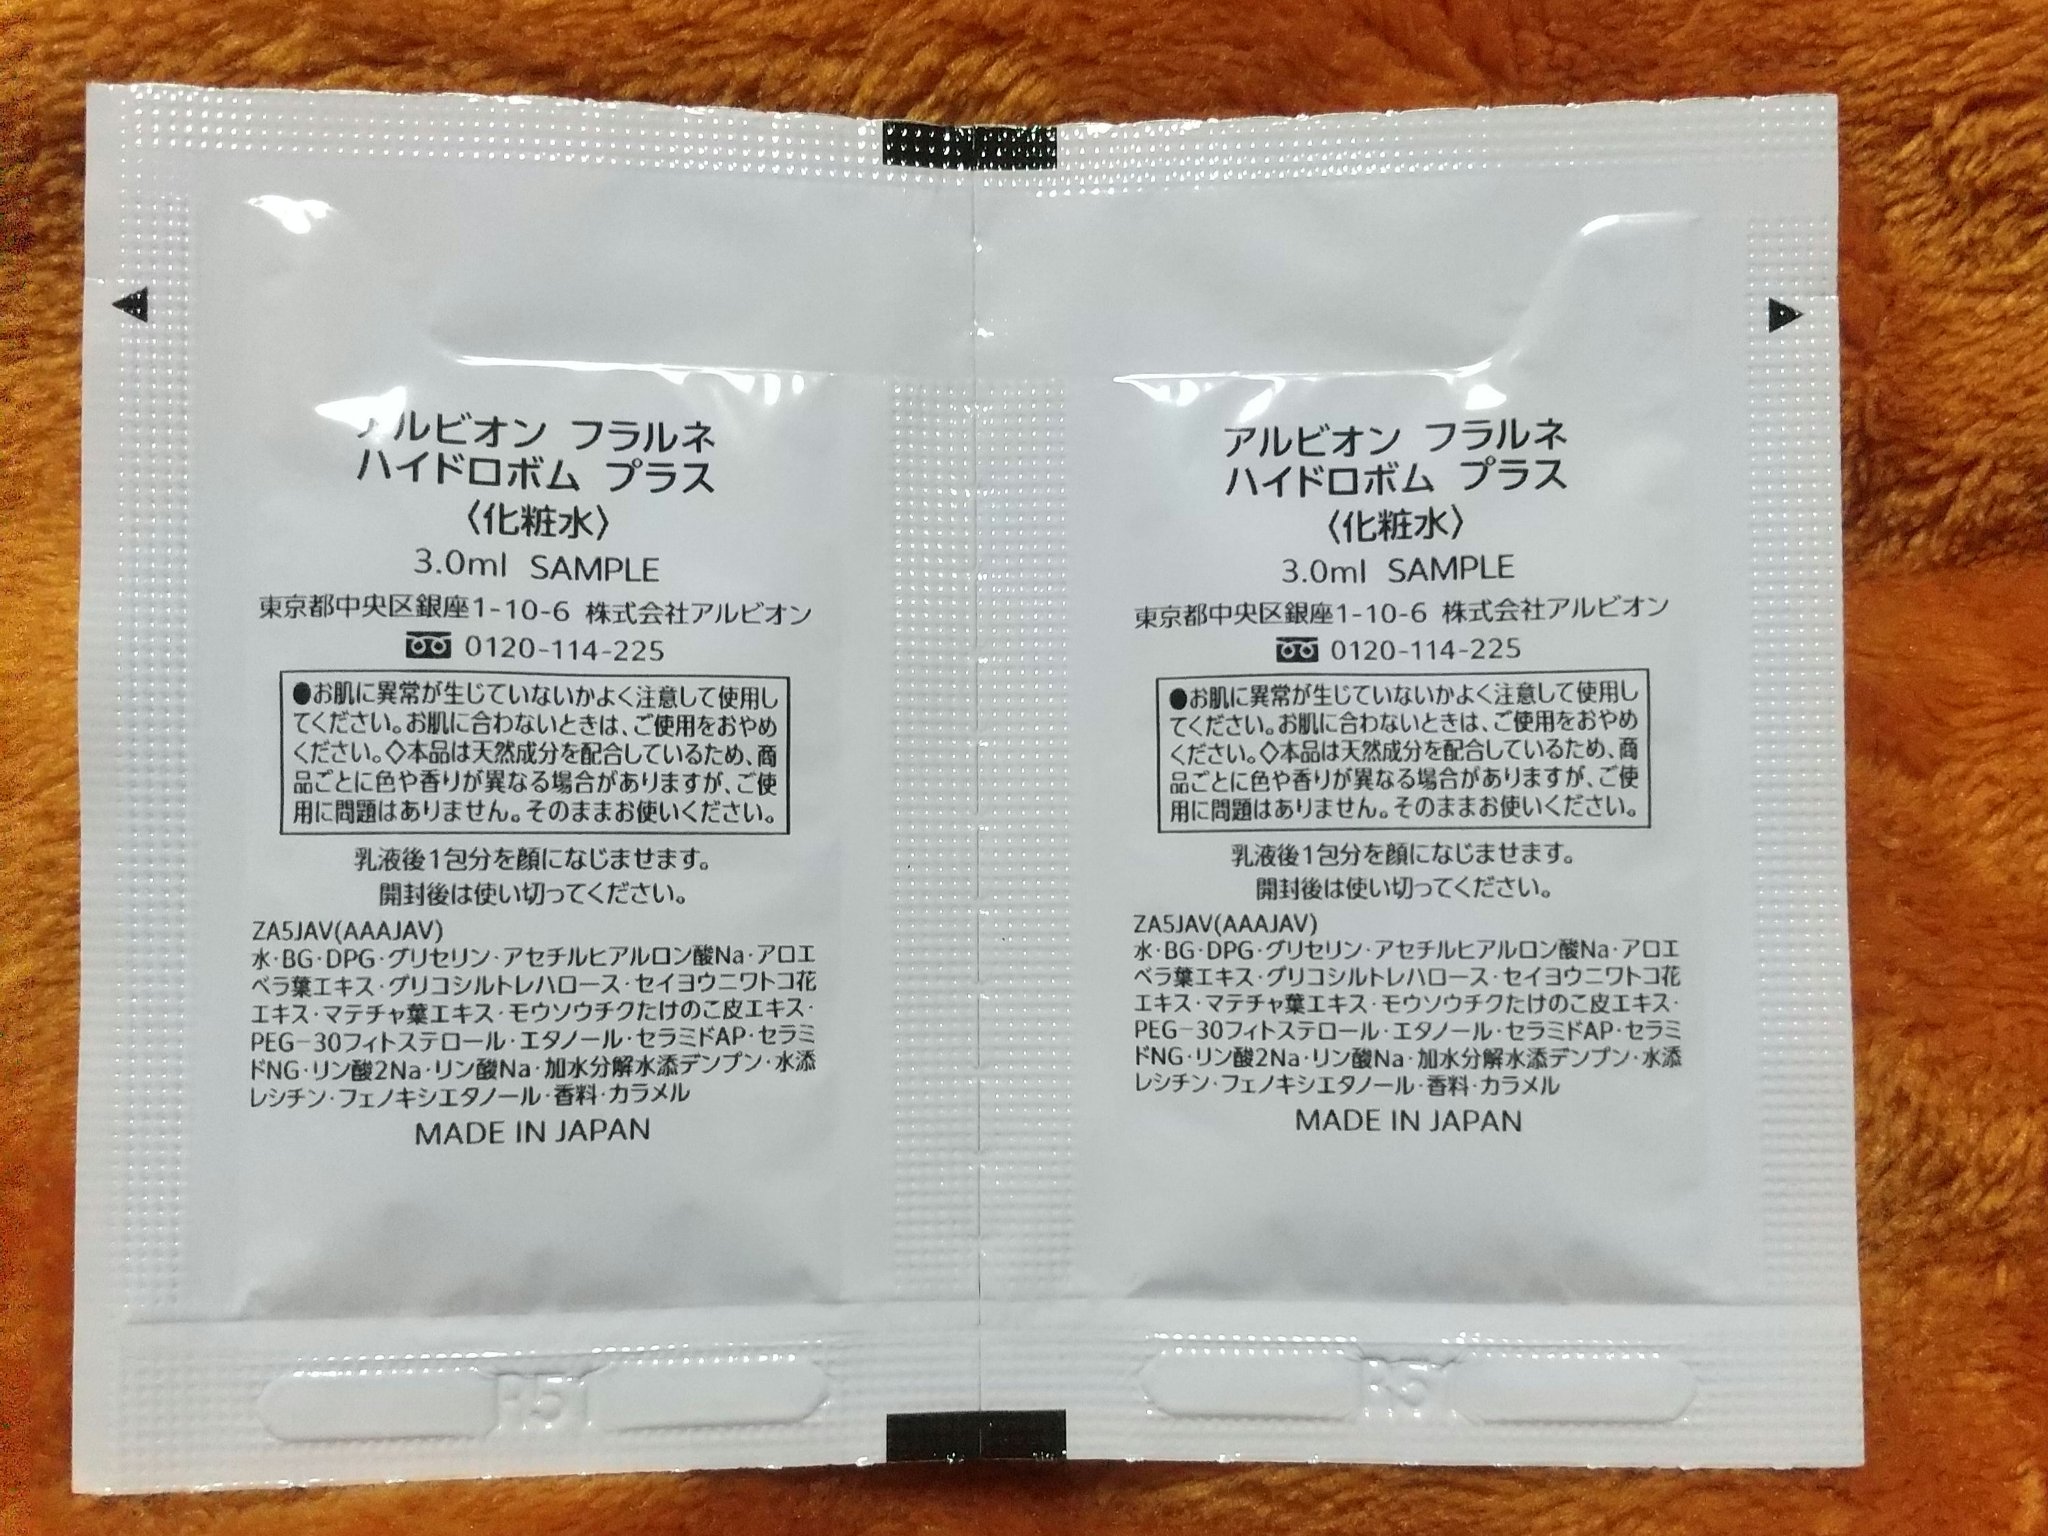 アルビオン フラルネ
ハイドロボム プラス
〈化粧水〉
3.0ml SAMPLE
東京都中央区銀座1-10-6 株式会社アルビオン
0120-114-225
●お肌に異常が生じていないかよく注意して使用し
てください。お肌に合わないときは、ご使用をおやめ
ください。◇本品は天然成分を配合しているため、商
品ごとに色や香りが異なる場合がありますが、ご使
用に問題はありません。そのままお使いください。
乳液後1包分を顔になじませます。
開封後は使い切ってください。
ZA5JAV(AAAJAV)
水・BG・DPG・グリセリン・アセチルヒアルロン酸Na・アロエ
ベラ葉エキス・グリコシルトレハロース・セイヨウニワトコ花
エキス・マテチャ葉エキス・モウソウチクたけのこ皮エキス・
PEG-30フィトステロール・エタノール・セラミドAP・セラミ
ドNG・リン酸2Na・リン酸Na・加水分解水添デンプン・水添
レシチン・フェノキシエタノール・香料・カラメル
MADE IN JAPAN
R5
アルビオン フラルネ
ハイドロボム プラス
〈化粧水〉
3.0ml SAMPLE
東京都中央区銀座1-10-6 株式会社アルビオン
0120-114-225
●お肌に異常が生じていないかよく注意して使用し
てください。お肌に合わないときは、ご使用をおやめ
ください。◇本品は天然成分を配合しているため、商
品ごとに色や香りが異なる場合がありますが、ご使
用に問題はありません。そのままお使いください。
乳液後1包分を顔になじませます。
開封後は使い切ってください。
ZA5JAV(AAAJAV)
水・BG・DPG・グリセリン・アセチルヒアルロン酸Na・アロエ
ベラ葉エキス・グリコシルトレハロース・セイヨウニワトコ花
エキス・マテチャ葉エキス・モウソウチクたけのこ皮エキス・
PEG-30フィトステロール・エタノール・セラミドAP・セラミ
ドNG・リン酸2Na・リン酸Na・加水分解水添デンプン・水添
レシチン・フェノキシエタノール・香料・カラメル
MADE IN JAPAN
R5